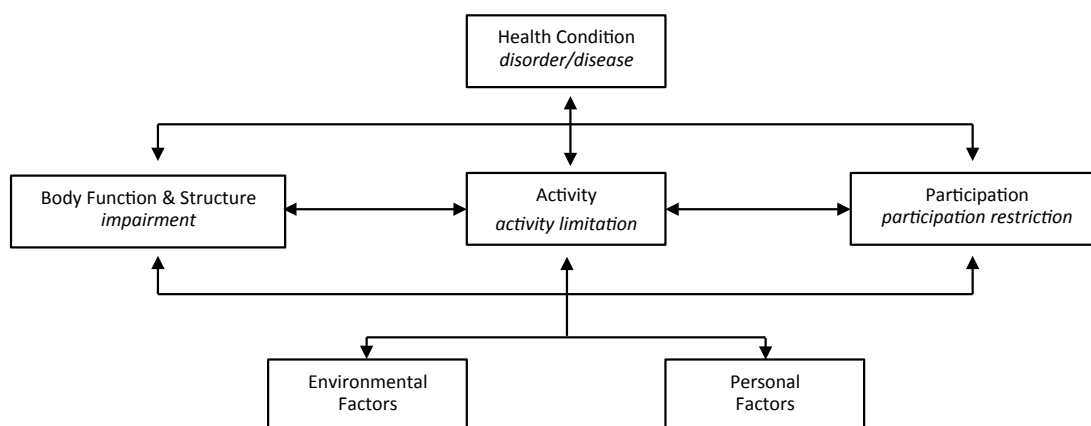 Health Condition
disorder/disease
Body Function & Structure
impairment
Activity
activity limitation
Participation
participation restriction
Environmental
Factors
Personal
Factors